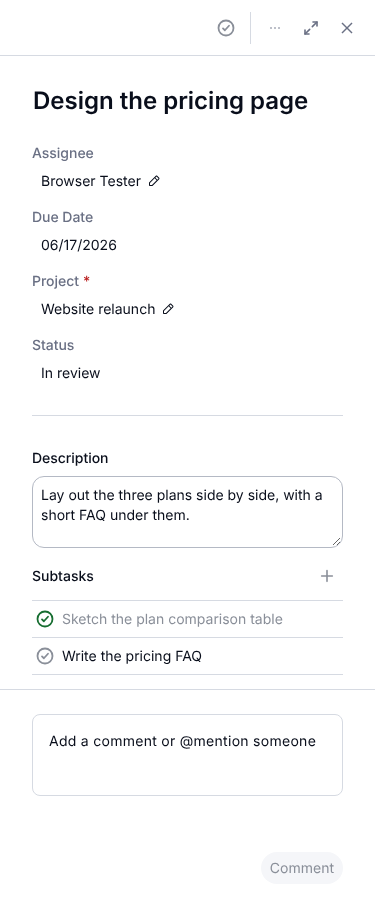 Design the pricing page
Assignee
Browser Tester
Due Date
06/17/2026
Project *
Website relaunch
Status
In review
Description
Lay out the three plans side by side, with a
short FAQ under them.
Subtasks
Sketch the plan comparison table
Write the pricing FAQ
Add a comment or @mention someone
Comment